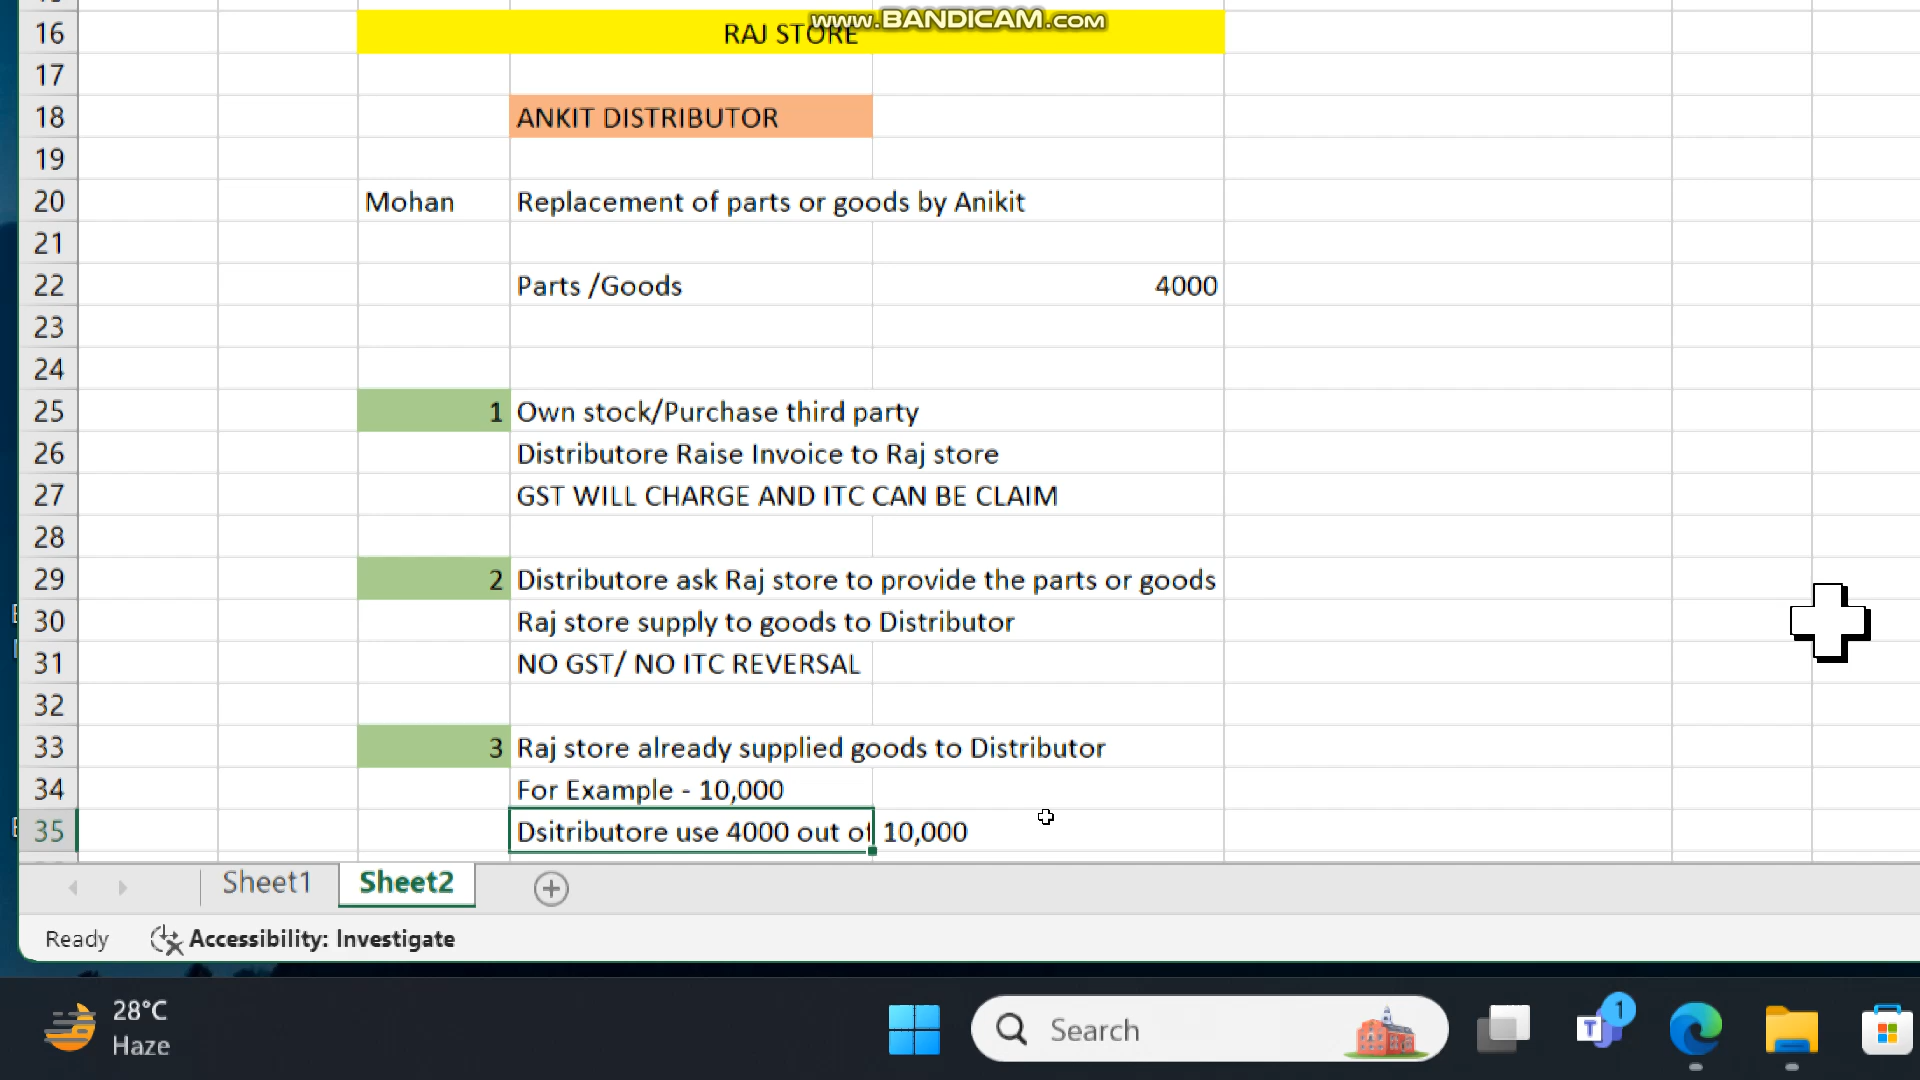 www.BANDICAM.com
16 RAJ STORE
17
18 ANKIT DISTRIBUTOR
19
20 Mohan Replacement of parts or goods by Anikit
21
22 Parts /Goods 4000
23
24
25 1 Own stock/Purchase third party
26 Distributore Raise Invoice to Raj store
27 GST WILL CHARGE AND ITC CAN BE CLAIM
28
29 2 Distributore ask Raj store to provide the parts or goods
30 Raj store supply to goods to Distributor
31 NO GST/ NO ITC REVERSAL
32
33 3 Raj store already supplied goods to Distributor
34 For Example - 10,000
35 Dsitributore use 4000 out of 10,000
Sheet1 Sheet2
Ready Accessibility: Investigate
28°C
Haze
Search
1
T